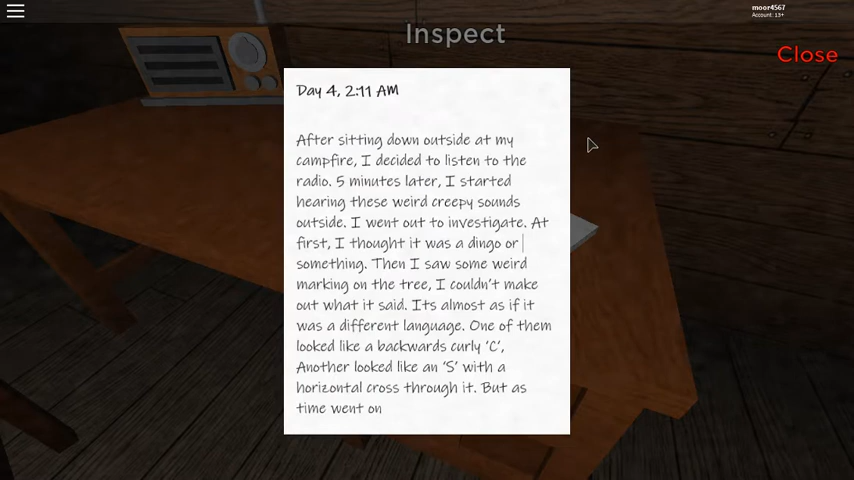 Inspect
moor4567
Account: 13+
Close
Day 4, 2:11 AM
After sitting down outside at my
campfire, I decided to listen to the
radio. 5 minutes later, I started
hearing these weird creepy sounds
outside. I went out to investigate. At
first, I thought it was a dingo or
something. Then I saw some weird
marking on the tree, I couldn't make
out what it said. Its almost as if it
was a different language. One of them
looked like a backwards curly 'C',
Another looked like an 'S' with a
horizontal cross through it. But as
time went on